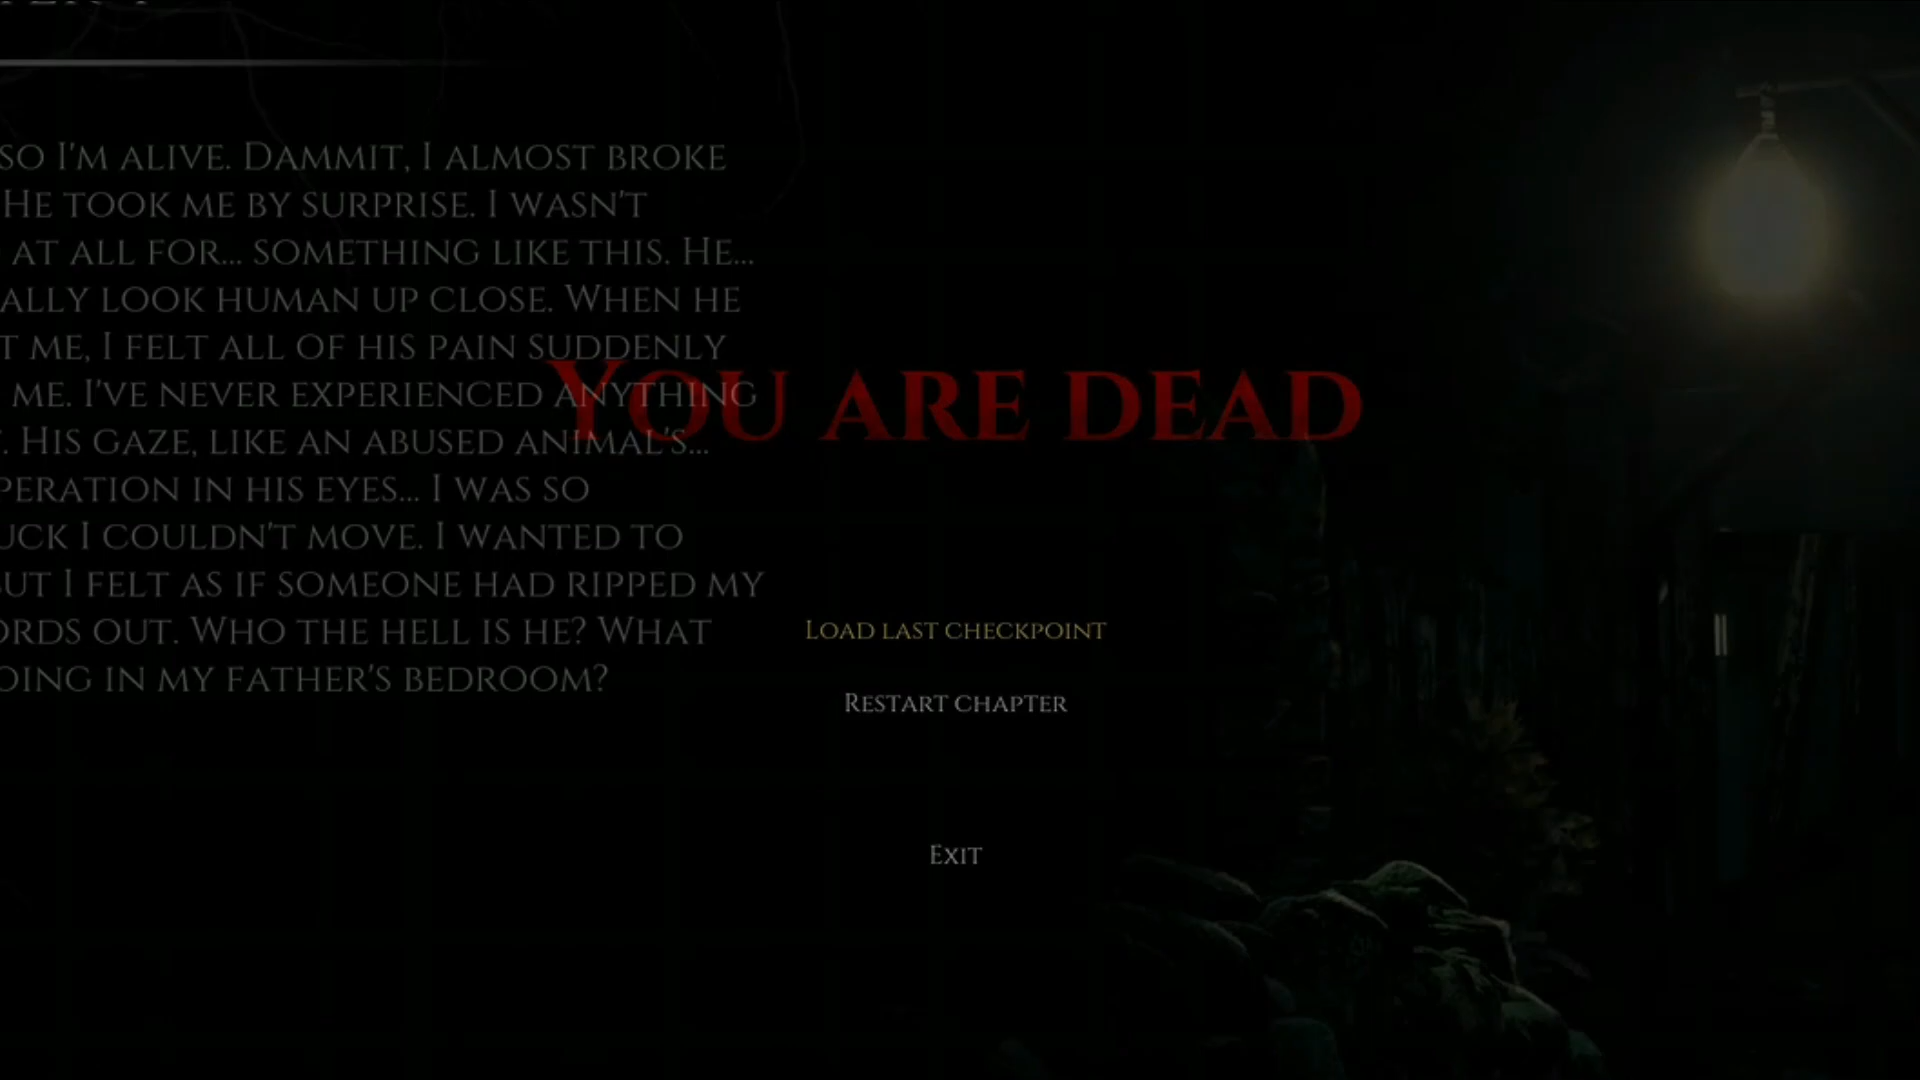 SO I'M ALIVE. DAMMIT, I ALMOST BROKE
HE TOOK ME BY SURPRISE. I WASN'T
AT ALL FOR... SOMETHING LIKE THIS. HE...
ALLY LOOK HUMAN UP CLOSE. WHEN HE
T ME, I FELT ALL OF HIS PAIN SUDDENLY
ME. I'VE NEVER EXPERIENCED ANYTHING
. HIS GAZE, LIKE AN ABUSED ANIMAL'S...
PERATION IN HIS EYES... I WAS SO
UCK I COULDN'T MOVE. I WANTED TO
BUT I FELT AS IF SOMEONE HAD RIPPED MY
ORDS OUT. WHO THE HELL IS HE? WHAT
OING IN MY FATHER'S BEDROOM?
YOU ARE DEAD
LOAD LAST CHECKPOINT
RESTART CHAPTER
EXIT